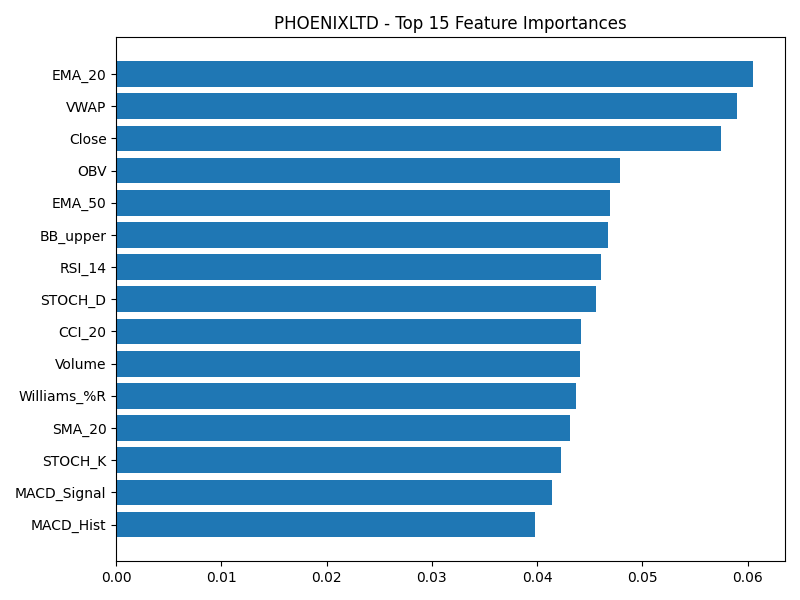 PHOENIXLTD - Top 15 Feature Importances
EMA_20
VWAP
Close
OBV
EMA_50
BB_upper
RSI_14
STOCH_D
CCI_20
Volume
Williams_%R
SMA_20
STOCH_K
MACD_Signal
MACD_Hist
0.00 0.01 0.02 0.03 0.04 0.05 0.06